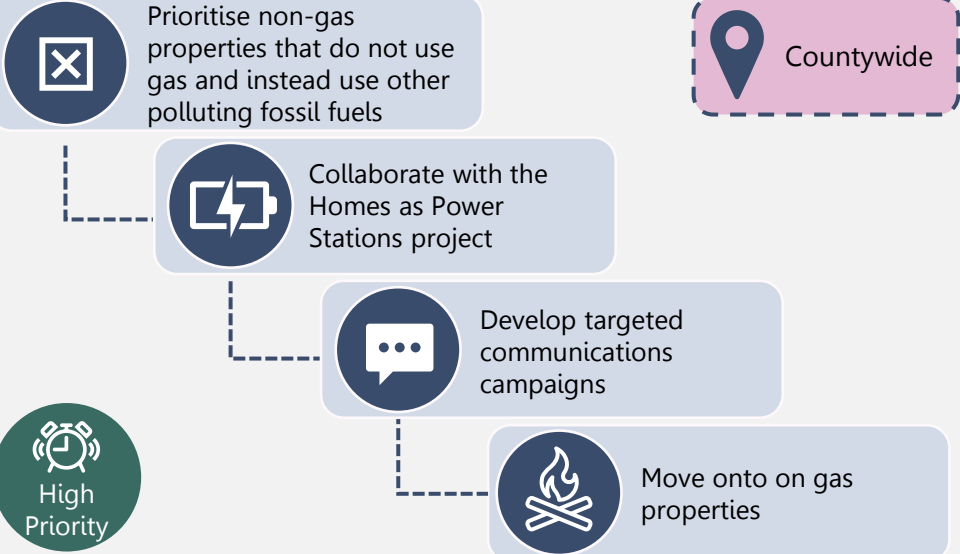 Prioritise non-gas
properties that do not use
gas and instead use other
polluting fossil fuels
Countywide
Collaborate with the
Homes as Power
Stations project
Develop targeted
communications
campaigns
Move onto on gas
properties
High
Priority